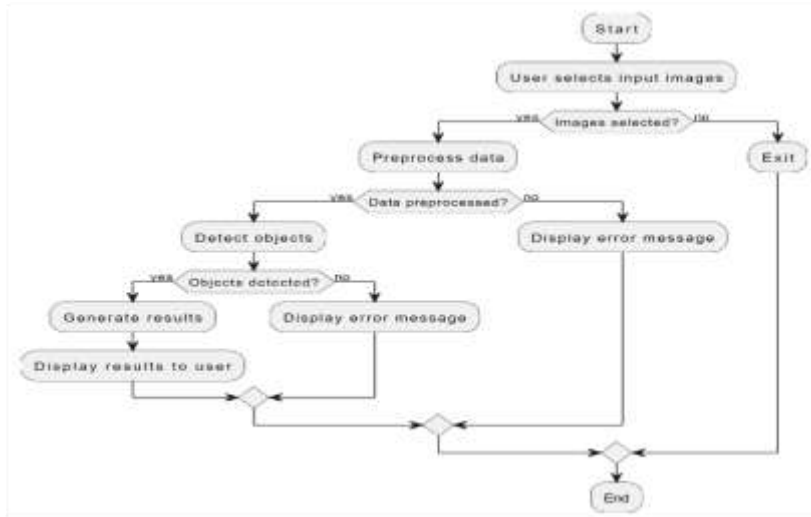 Start
User selects input images
yes
Images selected?
no
Preprocess data
Exit
yes
Data preprocessed?
no
Detect objects
Display error message
yes
Objects detected?
no
Generate results
Display error message
Display results to user
End